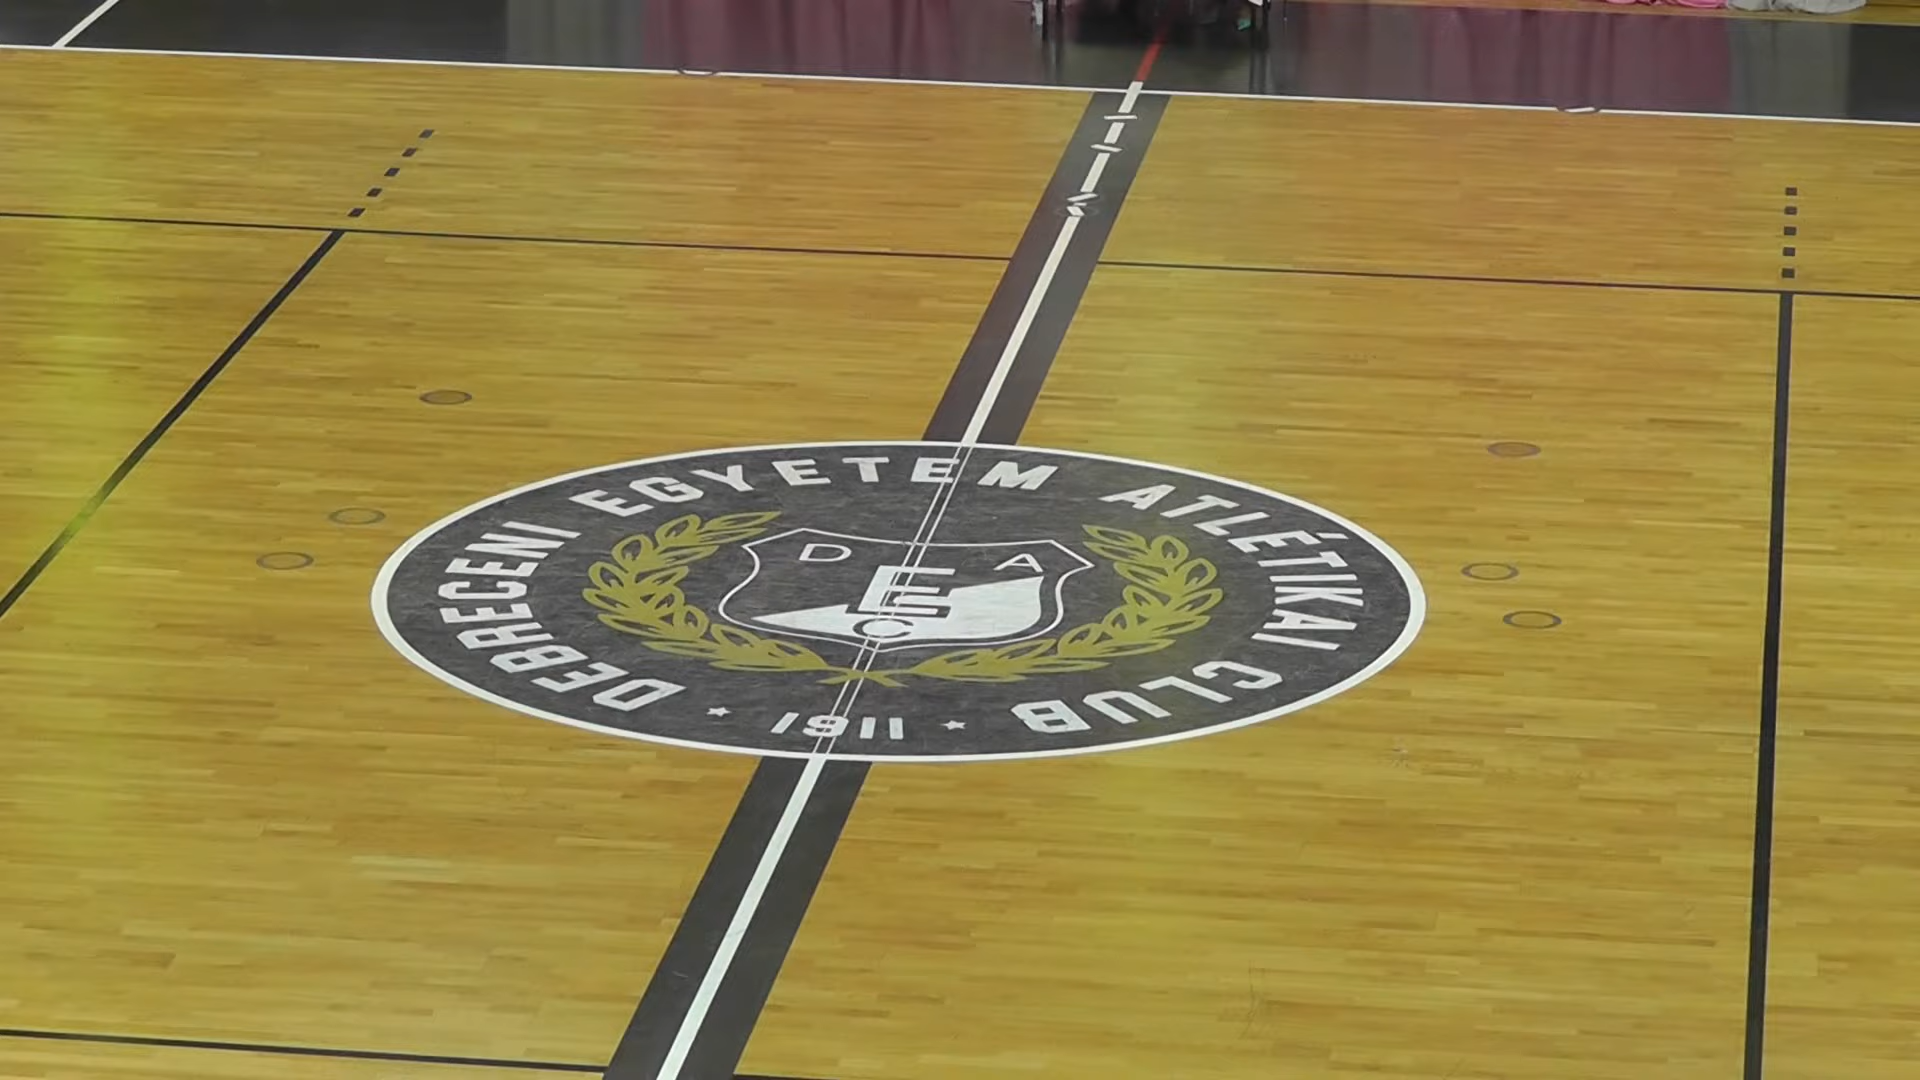 DEBRECENI EGYETEM ATLÉTIKAI CLUB
D A
E
C
1911